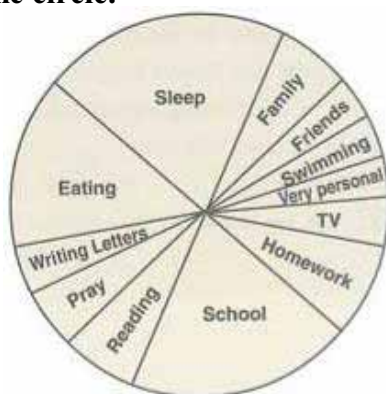 the circle.
Sleep
Family
Friends
Swimming
Very personal
TV
Homework
School
Reading
Pray
Writing Letters
Eating